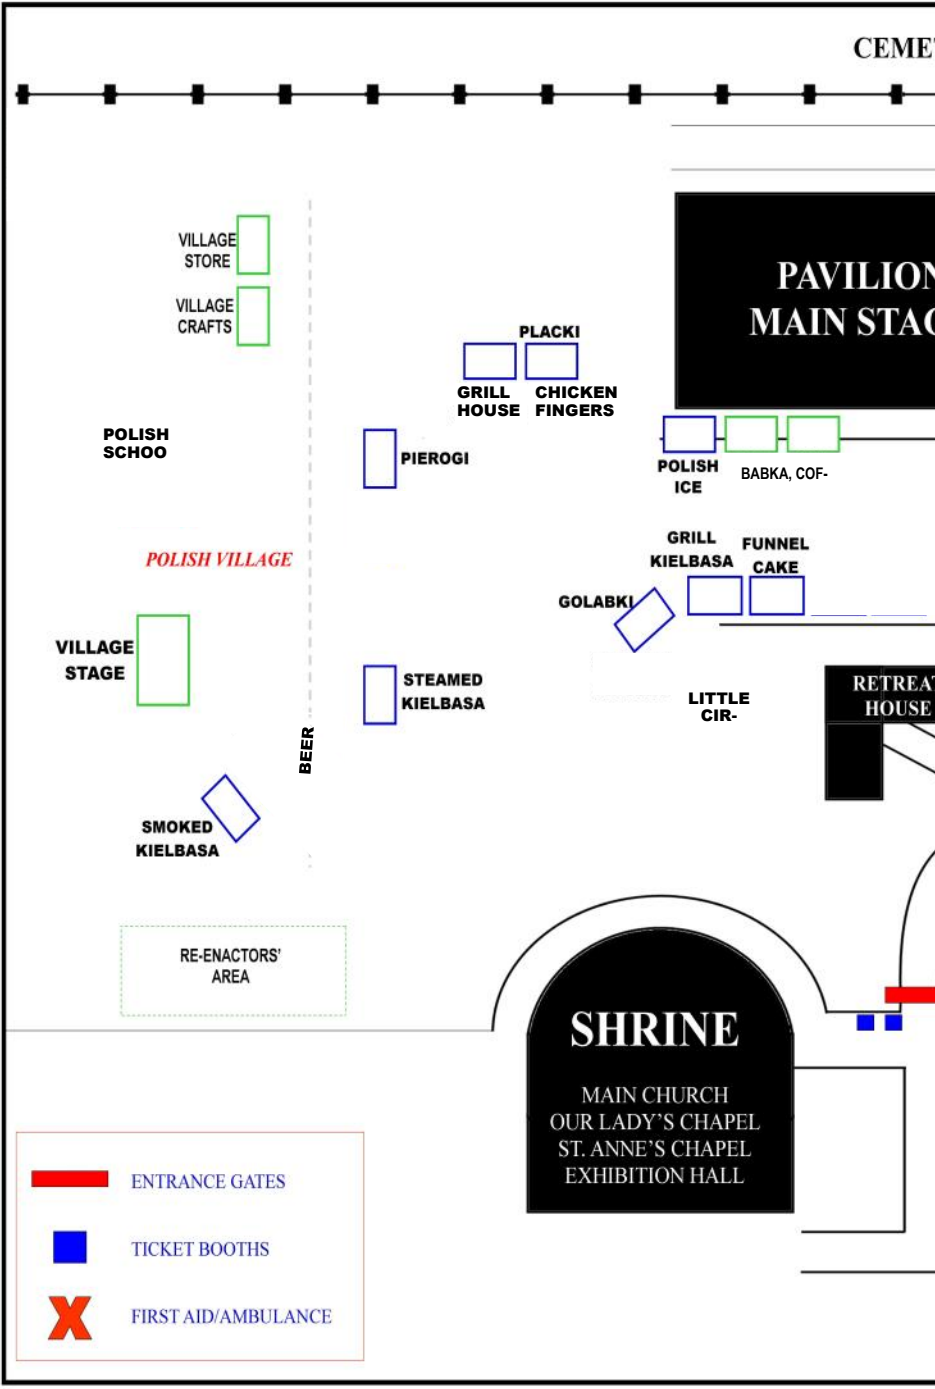 CEME
PAVILION
MAIN STAG
VILLAGE
STORE
VILLAGE
CRAFTS
PLACKI
GRILL
HOUSE
CHICKEN
FINGERS
POLISH
SCHOO
PIEROGI
POLISH
ICE
BABKA, COF-
POLISH VILLAGE
GRILL
KIELBASA
FUNNEL
CAKE
GOLABKI
VILLAGE
STAGE
STEAMED
KIELBASA
LITTLE
CIR-
RETREAT
HOUSE
BEER
SMOKED
KIELBASA
RE-ENACTORS'
AREA
SHRINE
MAIN CHURCH
OUR LADY'S CHAPEL
ST. ANNE'S CHAPEL
EXHIBITION HALL
ENTRANCE GATES
TICKET BOOTHS
FIRST AID/AMBULANCE